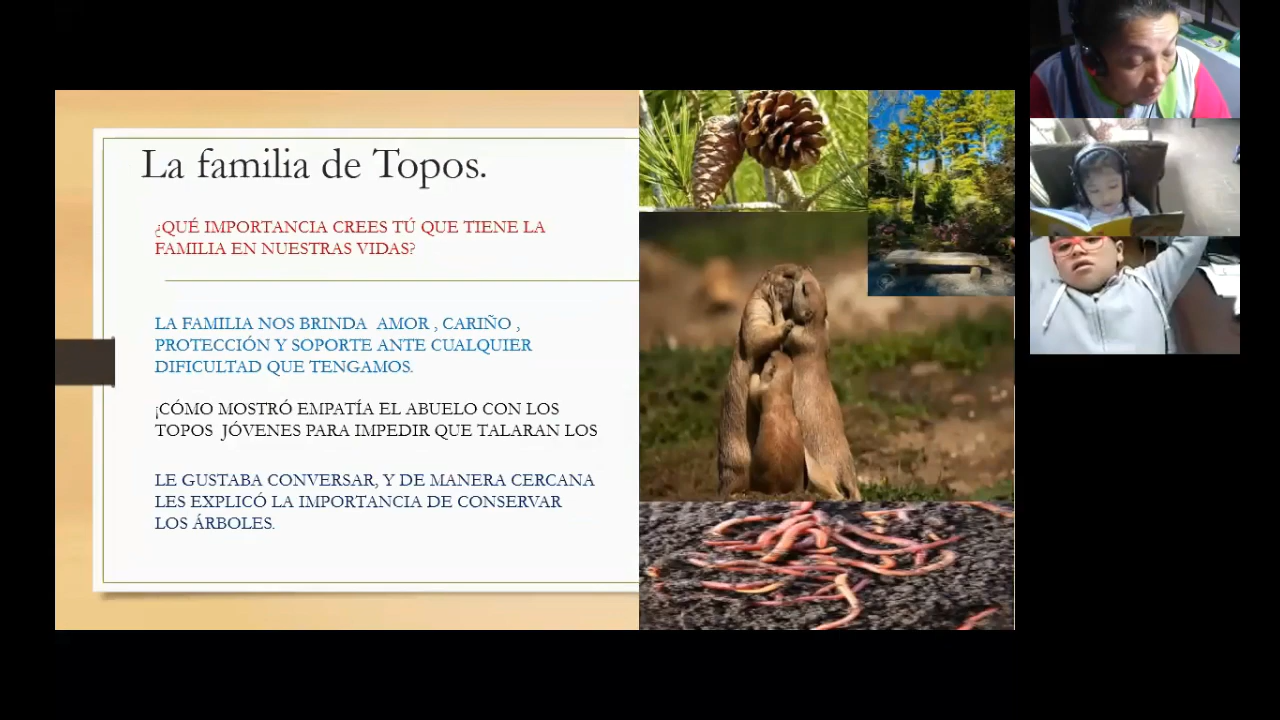 La familia de Topos.
¿QUÉ IMPORTANCIA CREES TÚ QUE TIENE LA
FAMILIA EN NUESTRAS VIDAS?
LA FAMILIA NOS BRINDA AMOR , CARIÑO ,
PROTECCIÓN Y SOPORTE ANTE CUALQUIER
DIFICULTAD QUE TENGAMOS.
¡CÓMO MOSTRÓ EMPATÍA EL ABUELO CON LOS
TOPOS JÓVENES PARA IMPEDIR QUE TALARAN LOS
LE GUSTABA CONVERSAR, Y DE MANERA CERCANA
LES EXPLICÓ LA IMPORTANCIA DE CONSERVAR
LOS ÁRBOLES.